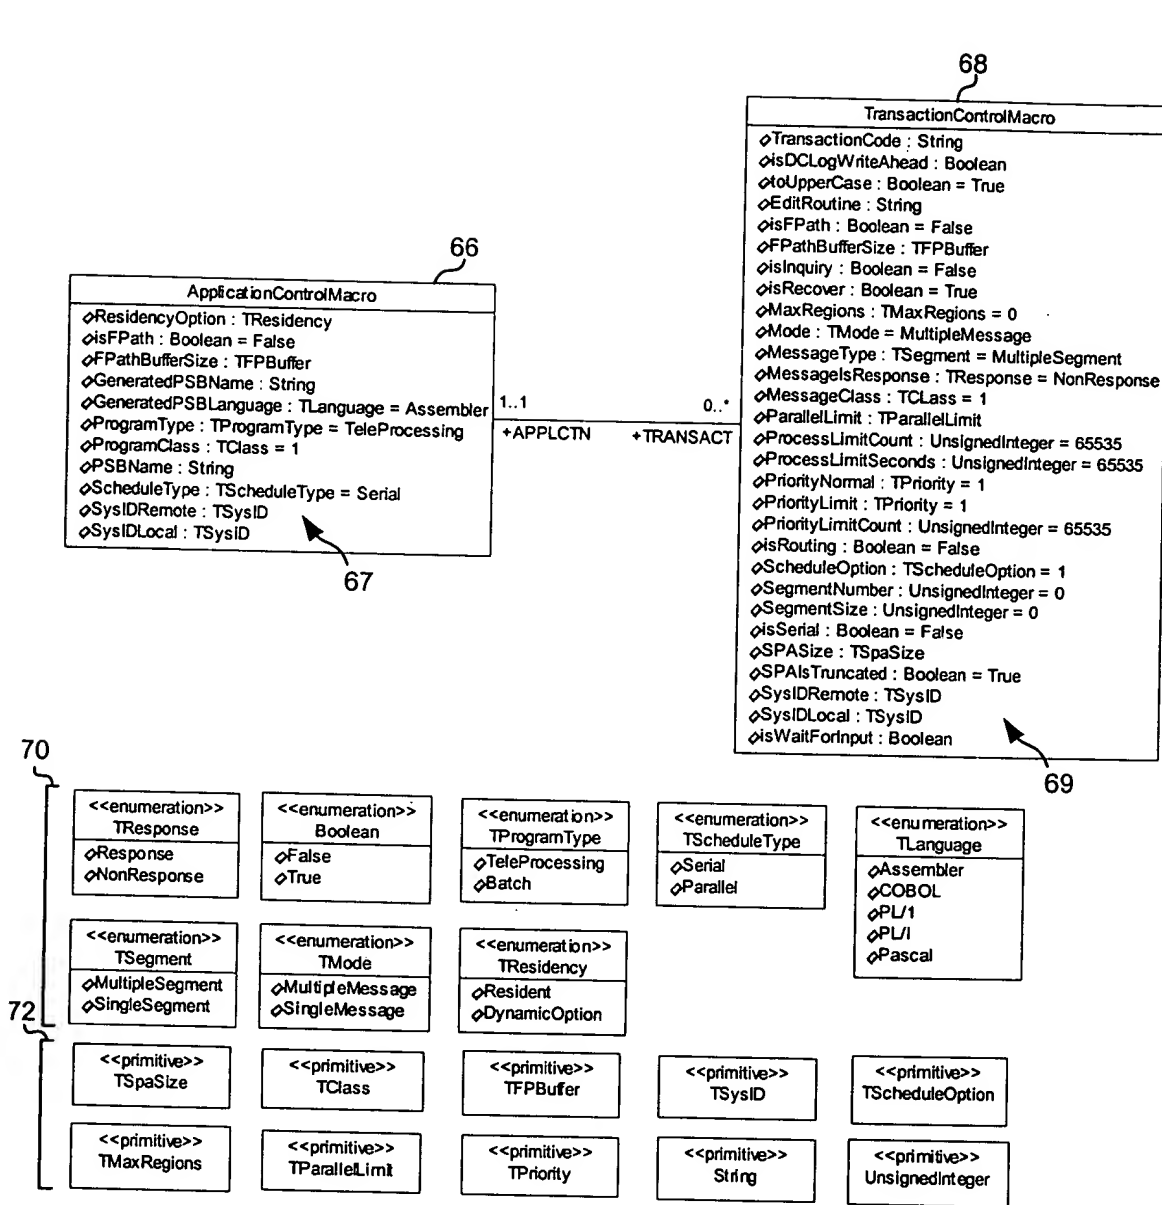 68
TransactionControlMacro
TransactionCode : String
isDCLogWriteAhead : Boolean
toUpperCase : Boolean = True
EditRoutine : String
isFPath : Boolean = False
FPathBufferSize : TFPBuffer
isInquiry : Boolean = False
isRecover : Boolean = True
MaxRegions : TMaxRegions = 0
Mode : TMode = MultipleMessage
MessageType : TSegment = MultipleSegment
MessageIsResponse : TResponse = NonResponse
MessageClass : TCLass = 1
ParallelLimit : TParallelLimit
ProcessLimitCount : UnsignedInteger = 65535
ProcessLimitSeconds : UnsignedInteger = 65535
PriorityNormal : TPriority = 1
PriorityLimit : TPriority = 1
PriorityLimitCount : UnsignedInteger = 65535
isRouting : Boolean = False
ScheduleOption : TScheduleOption = 1
SegmentNumber : UnsignedInteger = 0
SegmentSize : UnsignedInteger = 0
isSerial : Boolean = False
SPASize : TSpaSize
SPAIsTruncated : Boolean = True
SysIDRemote : TSysID
SysIDLocal : TSysID
isWaitForInput : Boolean
69
66
ApplicationControlMacro
ResidencyOption : TResidency
isFPath : Boolean = False
FPathBufferSize : TFPBuffer
GeneratedPSBName : String
GeneratedPSBLanguage : TLanguage = Assembler
ProgramType : TProgramType = TeleProcessing
ProgramClass : TClass = 1
PSBName : String
ScheduleType : TScheduleType = Serial
SysIDRemote : TSysID
SysIDLocal : TSysID
67
1..1
0..*
+APPLCTN
+TRANSACT
70
<<enumeration>>
TResponse
Response
NonResponse
<<enumeration>>
Boolean
False
True
<<enumeration>>
TProgramType
TeleProcessing
Batch
<<enumeration>>
TScheduleType
Serial
Parallel
<<enumeration>>
TLanguage
Assembler
COBOL
PL/1
PL/I
Pascal
<<enumeration>>
TSegment
MultipleSegment
SingleSegment
<<enumeration>>
TMode
MultipleMessage
SingleMessage
<<enumeration>>
TResidency
Resident
DynamicOption
72
<<primitive>>
TSpaSize
<<primitive>>
TClass
<<primitive>>
TFPBuffer
<<primitive>>
TSysID
<<primitive>>
TScheduleOption
<<primitive>>
TMaxRegions
<<primitive>>
TParallelLimit
<<primitive>>
TPriority
<<primitive>>
String
<<primitive>>
UnsignedInteger